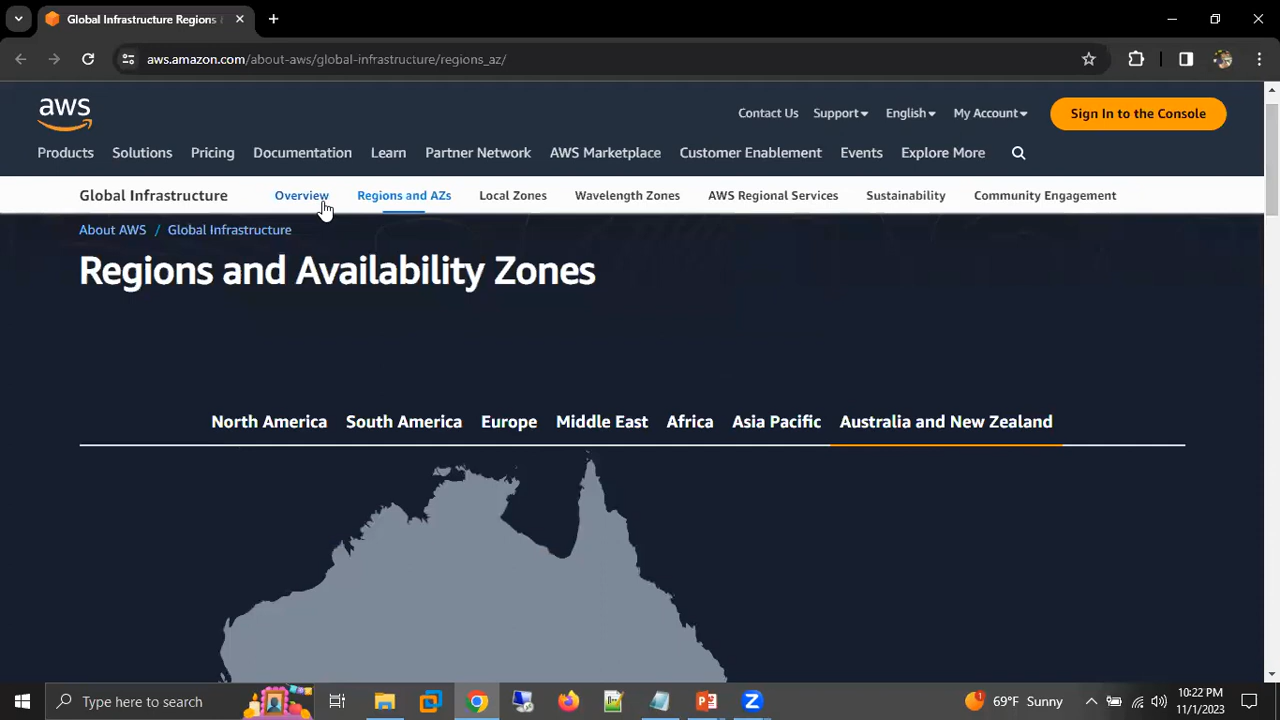 Global Infrastructure Regions
aws.amazon.com/about-aws/global-infrastructure/regions_az/
aws
Contact Us Support English My Account Sign In to the Console
Products Solutions Pricing Documentation Learn Partner Network AWS Marketplace Customer Enablement Events Explore More
Global Infrastructure Overview Regions and AZs Local Zones Wavelength Zones AWS Regional Services Sustainability Community Engagement
About AWS / Global Infrastructure
Regions and Availability Zones
North America South America Europe Middle East Africa Asia Pacific Australia and New Zealand
Type here to search
69°F Sunny
10:22 PM
11/1/2023